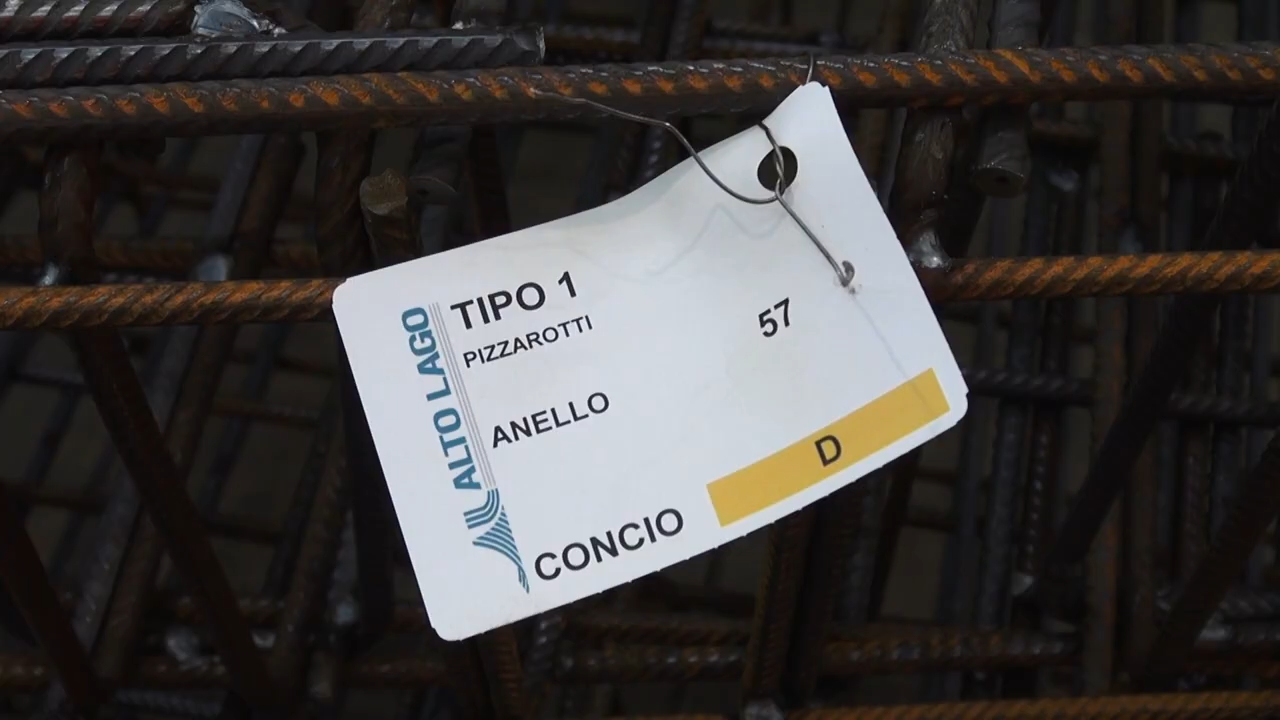 ALTO LAGO
TIPO 1
PIZZAROTTI
57
ANELLO
D
CONCIO